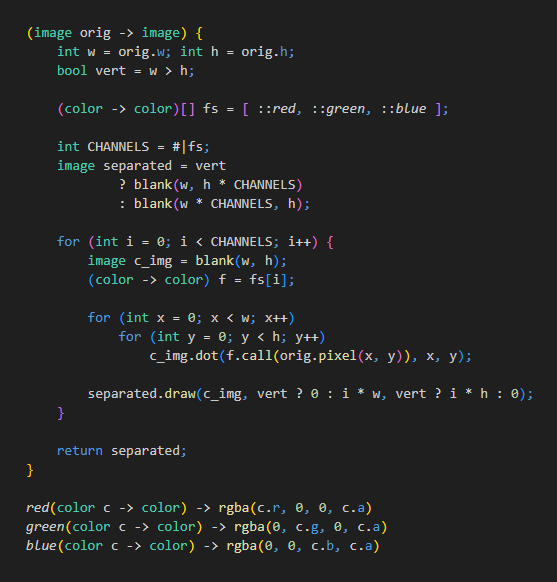 (image orig -> image) {
    int w = orig.w; int h = orig.h;
    bool vert = w > h;

    (color -> color)[] fs = [ ::red, ::green, ::blue ];

    int CHANNELS = #|fs;
    image separated = vert
            ? blank(w, h * CHANNELS)
            : blank(w * CHANNELS, h);

    for (int i = 0; i < CHANNELS; i++) {
        image c_img = blank(w, h);
        (color -> color) f = fs[i];

        for (int x = 0; x < w; x++)
            for (int y = 0; y < h; y++)
                c_img.dot(f.call(orig.pixel(x, y)), x, y);

        separated.draw(c_img, vert ? 0 : i * w, vert ? i * h : 0);
    }

    return separated;
}

red(color c -> color) -> rgba(c.r, 0, 0, c.a)
green(color c -> color) -> rgba(0, c.g, 0, c.a)
blue(color c -> color) -> rgba(0, 0, c.b, c.a)